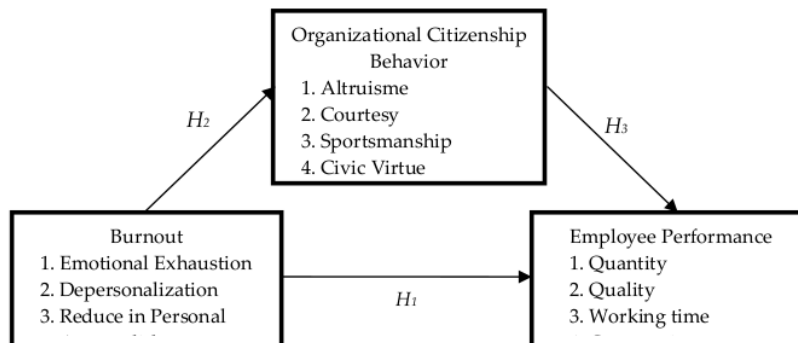 Organizational Citizenship
Behavior
1. Altruisme
2. Courtesy
3. Sportsmanship
4. Civic Virtue
H2
H3
Burnout
1. Emotional Exhaustion
2. Depersonalization
3. Reduce in Personal
H1
Employee Performance
1. Quantity
2. Quality
3. Working time